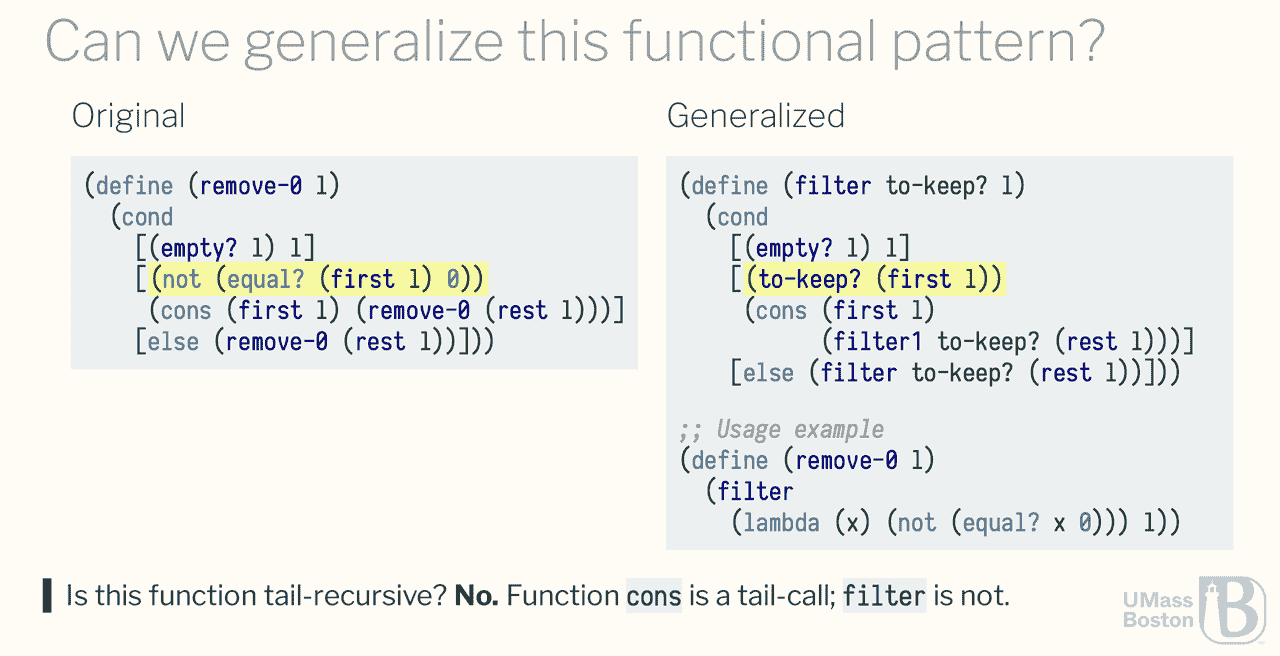 Can we generalize this functional pattern?
Original
(define (remove-0 l)
  (cond
    [(empty? l) l]
    [(not (equal? (first l) 0))
     (cons (first l) (remove-0 (rest l)))]
    [else (remove-0 (rest l))]))
Generalized
(define (filter to-keep? l)
  (cond
    [(empty? l) l]
    [(to-keep? (first l))
     (cons (first l)
           (filter1 to-keep? (rest l)))]
    [else (filter to-keep? (rest l))]))
;; Usage example
(define (remove-0 l)
  (filter
    (lambda (x) (not (equal? x 0))) l))
Is this function tail-recursive? No. Function cons is a tail-call; filter is not.
UMass
Boston
B